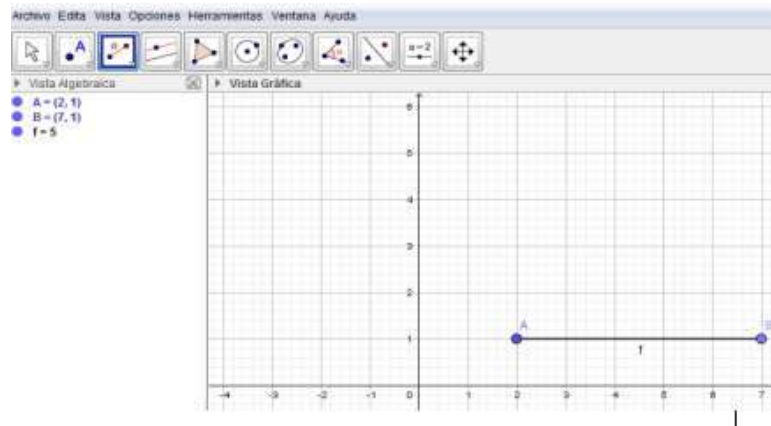 Archivo Edita Vista Opciones Herramientas Ventana Ayuda
A
a=2
Vista Algebraica
Vista Gráfica
A = (2, 1)
B = (7, 1)
f = 5
6
5
4
3
2
1
A
B
f
-4 -3 -2 -1 0 1 2 3 4 5 6 7